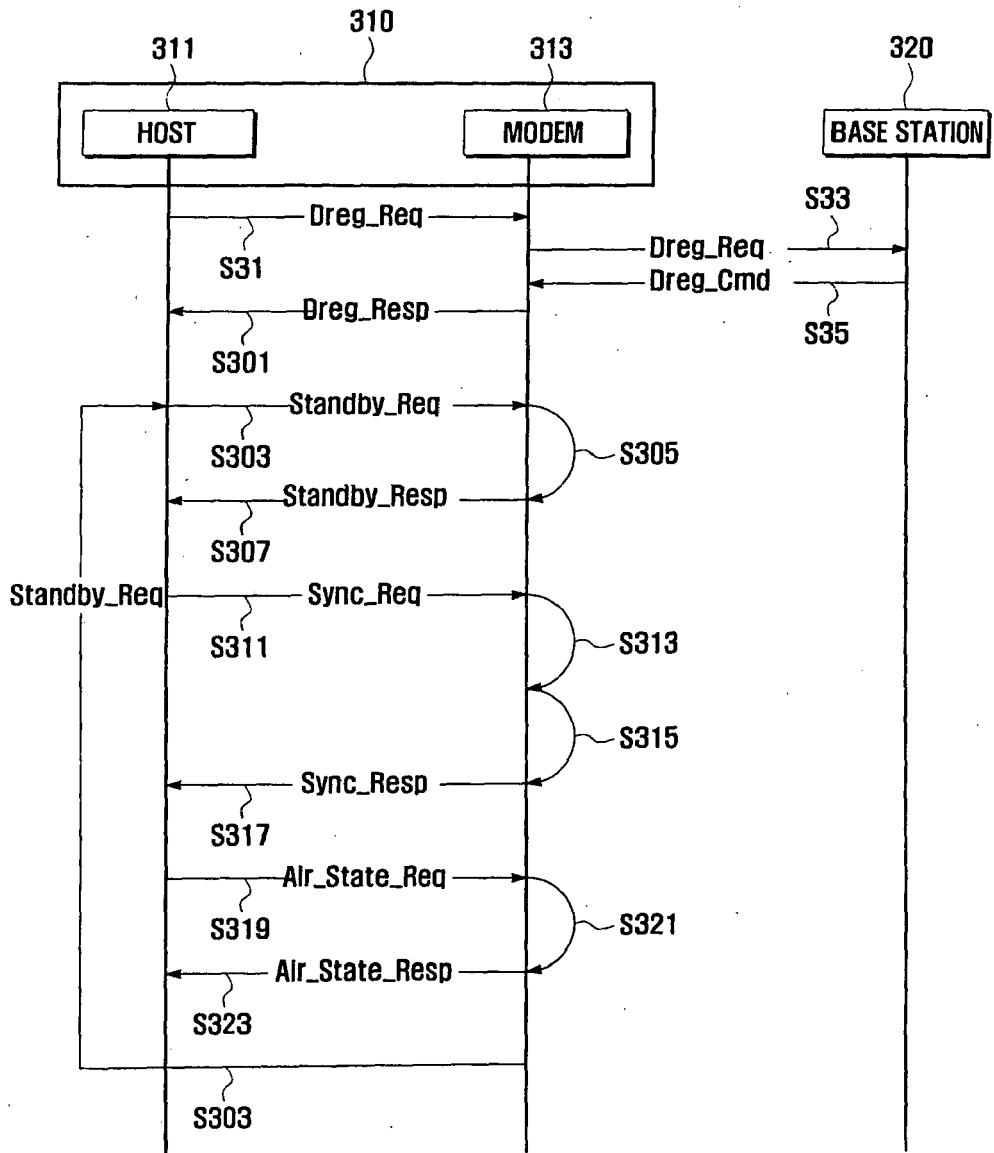 310
311
313
320
HOST
MODEM
BASE STATION
Dreg_Req
S31
S33
Dreg_Req
Dreg_Cmd
S35
Dreg_Resp
S301
Standby_Req
S303
S305
Standby_Resp
S307
Standby_Req
Sync_Req
S311
S313
S315
Sync_Resp
S317
Air_State_Req
S319
S321
Air_State_Resp
S323
S303